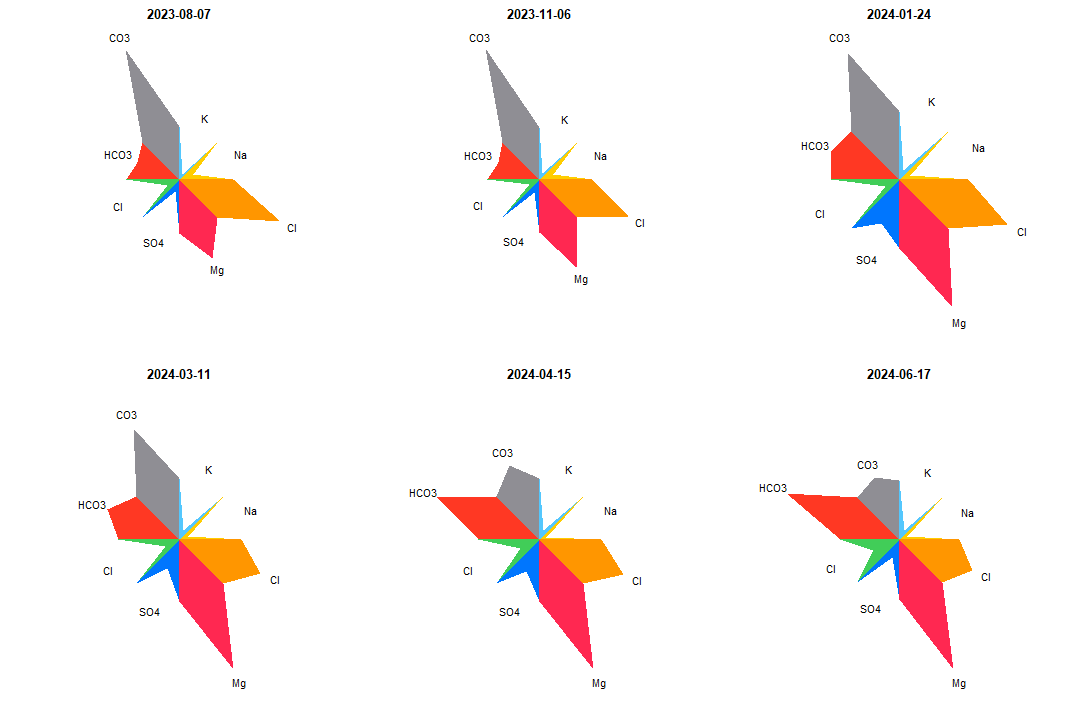 2023-08-07 2023-11-06 2024-01-24
CO3 CO3 CO3
K K K
HCO3 Na HCO3 Na HCO3 Na
Cl Cl Cl Cl Cl Cl
SO4 SO4 SO4
Mg Mg Mg
2024-03-11 2024-04-15 2024-06-17
CO3 CO3 CO3
K K K
HCO3 Na HCO3 Na HCO3 Na
Cl Cl Cl Cl Cl Cl
SO4 SO4 SO4
Mg Mg Mg